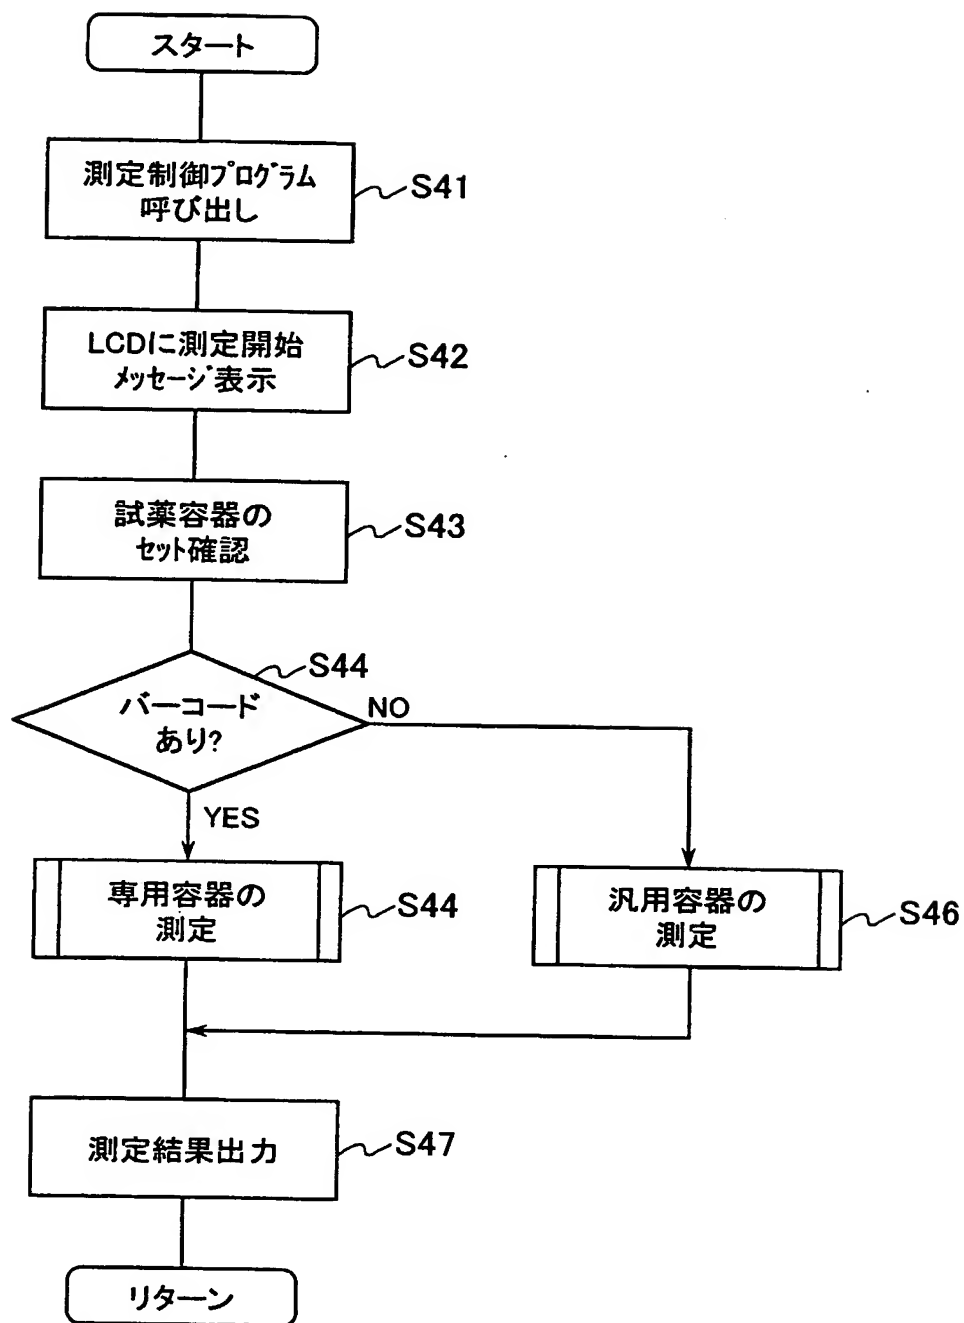 スタート
測定制御プログラム
呼び出し
S41
LCDに測定開始
メッセージ表示
S42
試薬容器の
セット確認
S43
S44
バーコード
あり?
NO
YES
専用容器の
測定
S44
汎用容器の
測定
S46
測定結果出力
S47
リターン